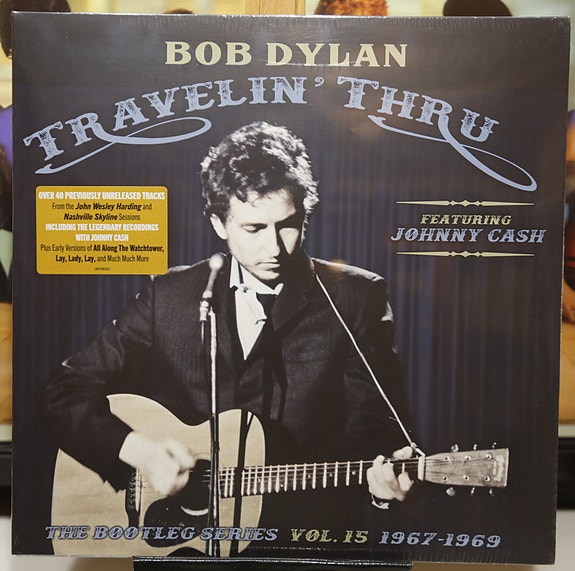 BOB DYLAN
TRAVELIN' THRU
OVER 40 PREVIOUSLY UNRELEASED TRACKS
From the John Wesley Harding and
Nashville Skyline Sessions
INCLUDING THE LEGENDARY RECORDINGS
WITH JOHNNY CASH
Plus Early Versions of All Along The Watchtower,
Lay, Lady, Lay, and Much Much More
FEATURING
JOHNNY CASH
THE BOOTLEG SERIES VOL. 15 1967-1969